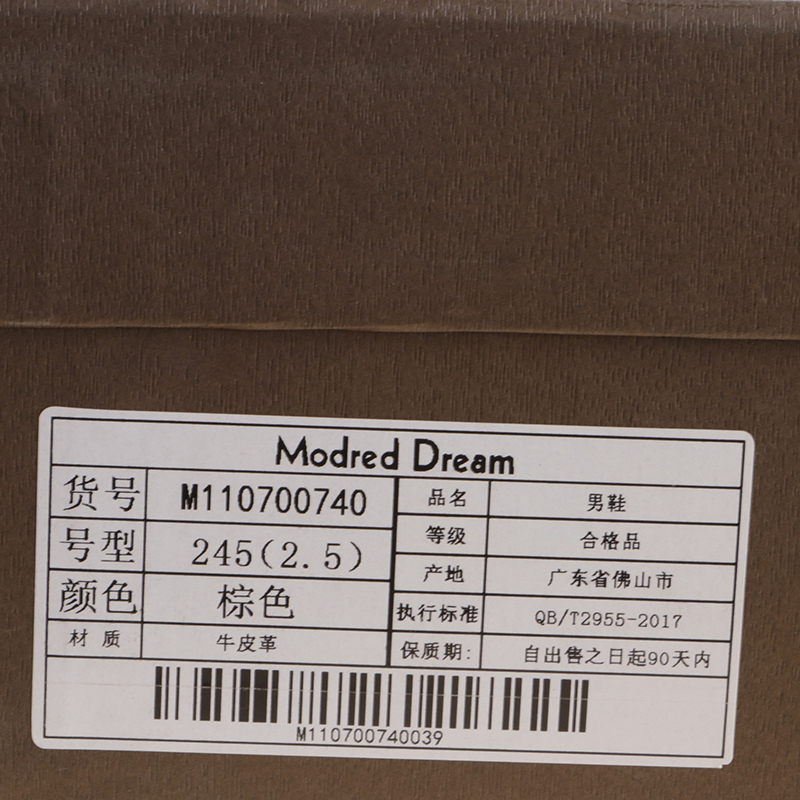 Modred Dream
货号 M110700740
号型 245(2.5)
颜色 棕色
材 质 牛皮革
品名 男鞋
等级 合格品
产地 广东省佛山市
执行标准 QB/T2955-2017
保质期: 自出售之日起90天内
M110700740039